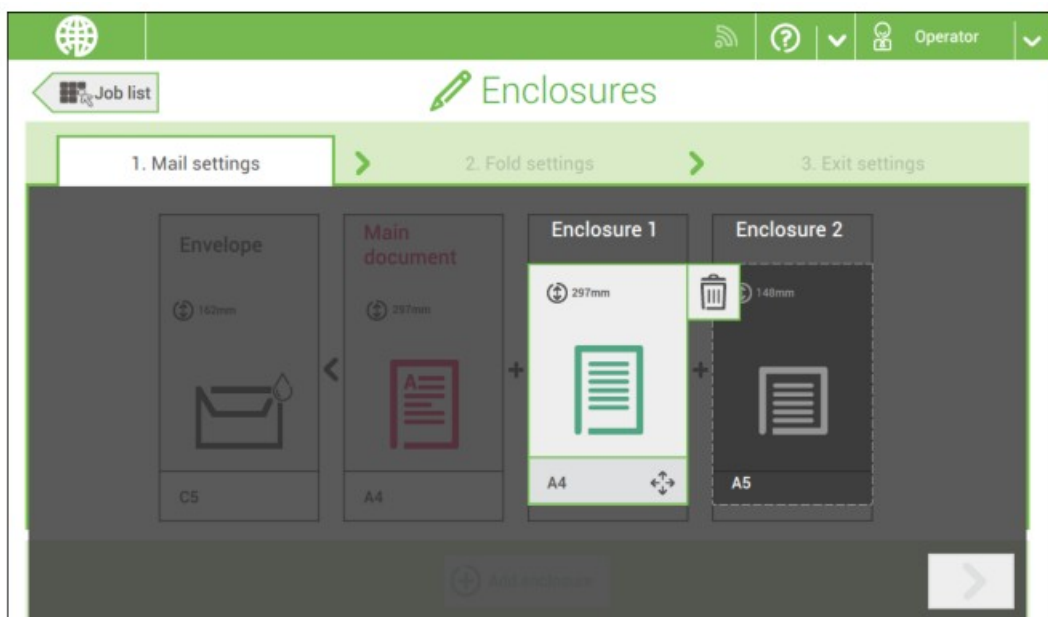 Operator
Job list
Enclosures
1. Mail settings
2. Fold settings
3. Exit settings
Envelope
162mm
C5
Main
document
297mm
A
A4
Enclosure 1
297mm
A4
Enclosure 2
148mm
A5
Add enclosure